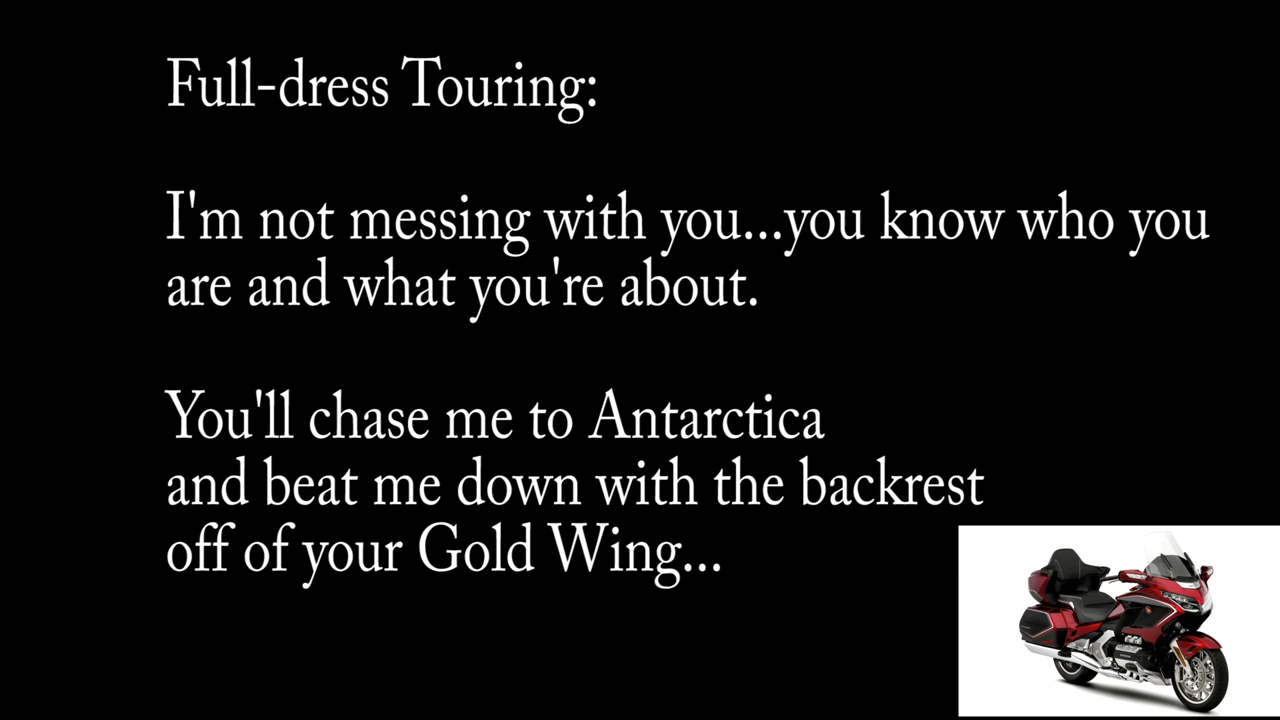 Full-dress Touring:
I'm not messing with you...you know who you
are and what you're about.
You'll chase me to Antarctica
and beat me down with the backrest
off of your Gold Wing...